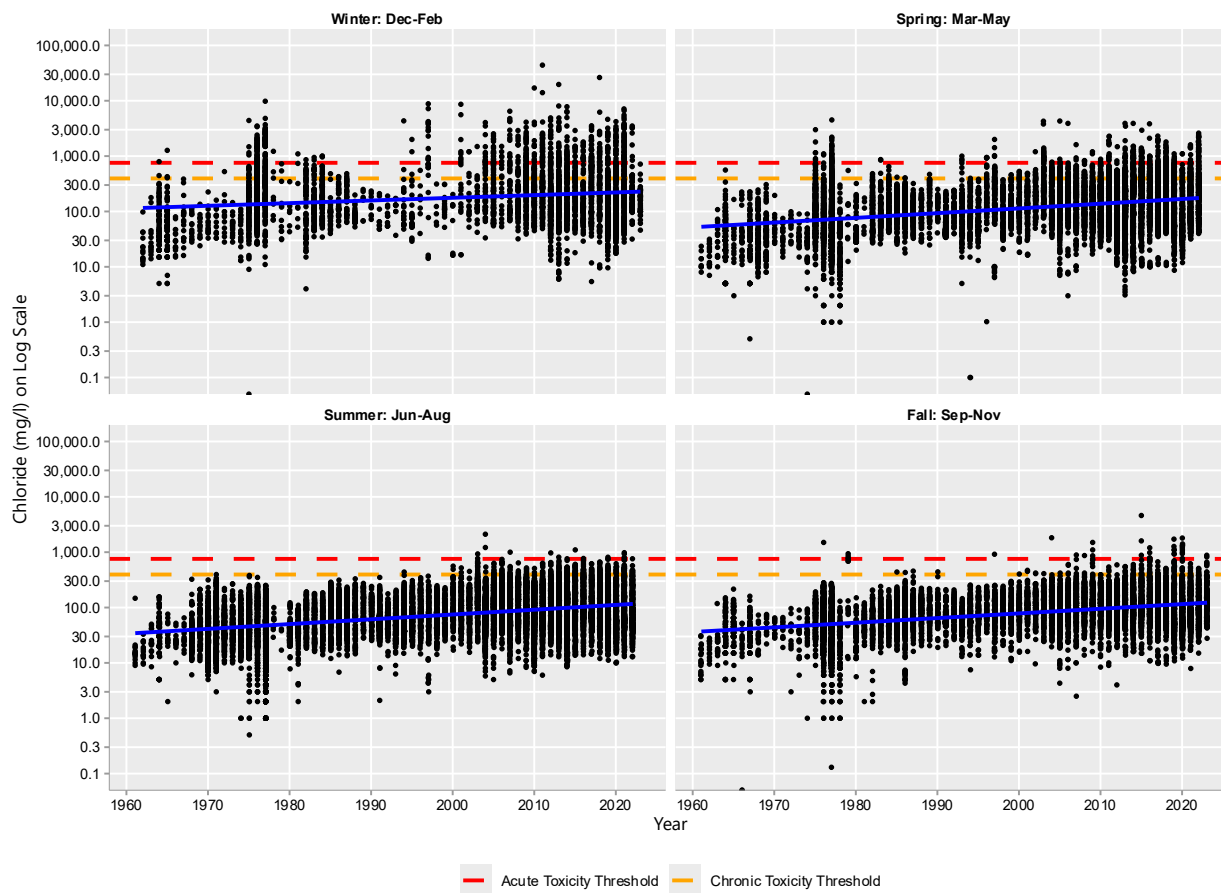 Winter: Dec-Feb
Spring: Mar-May
100,000.0
30,000.0
10,000.0
3,000.0
1,000.0
300.0
100.0
30.0
10.0
3.0
1.0
0.3
0.1
Summer: Jun-Aug
Fall: Sep-Nov
100,000.0
30,000.0
10,000.0
3,000.0
1,000.0
300.0
100.0
30.0
10.0
3.0
1.0
0.3
0.1
Chloride (mg/l) on Log Scale
1960 1970 1980 1990 2000 2010 2020
1960 1970 1980 1990 2000 2010 2020
Year
Acute Toxicity Threshold
Chronic Toxicity Threshold